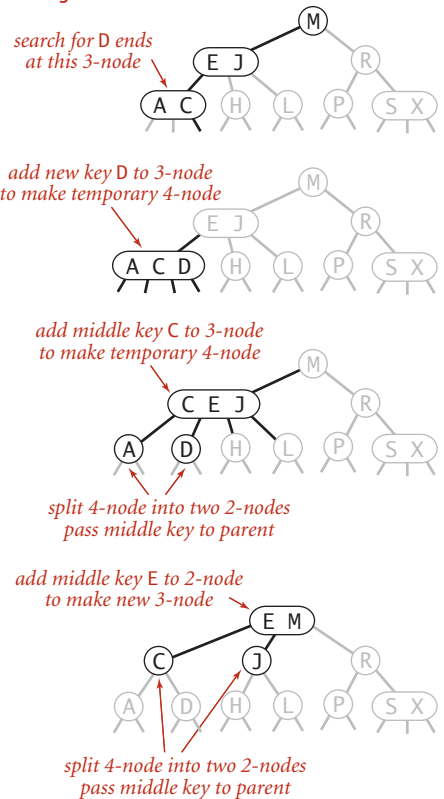 M
search for D ends
at this 3-node
E J
R
A C
H
L
P
S X
add new key D to 3-node
to make temporary 4-node
M
E J
R
A C D
H
L
P
S X
add middle key C to 3-node
to make temporary 4-node
M
C E J
R
A
D
H
L
P
S X
split 4-node into two 2-nodes
pass middle key to parent
add middle key E to 2-node
to make new 3-node
E M
C
J
R
A
D
H
L
P
S X
split 4-node into two 2-nodes
pass middle key to parent